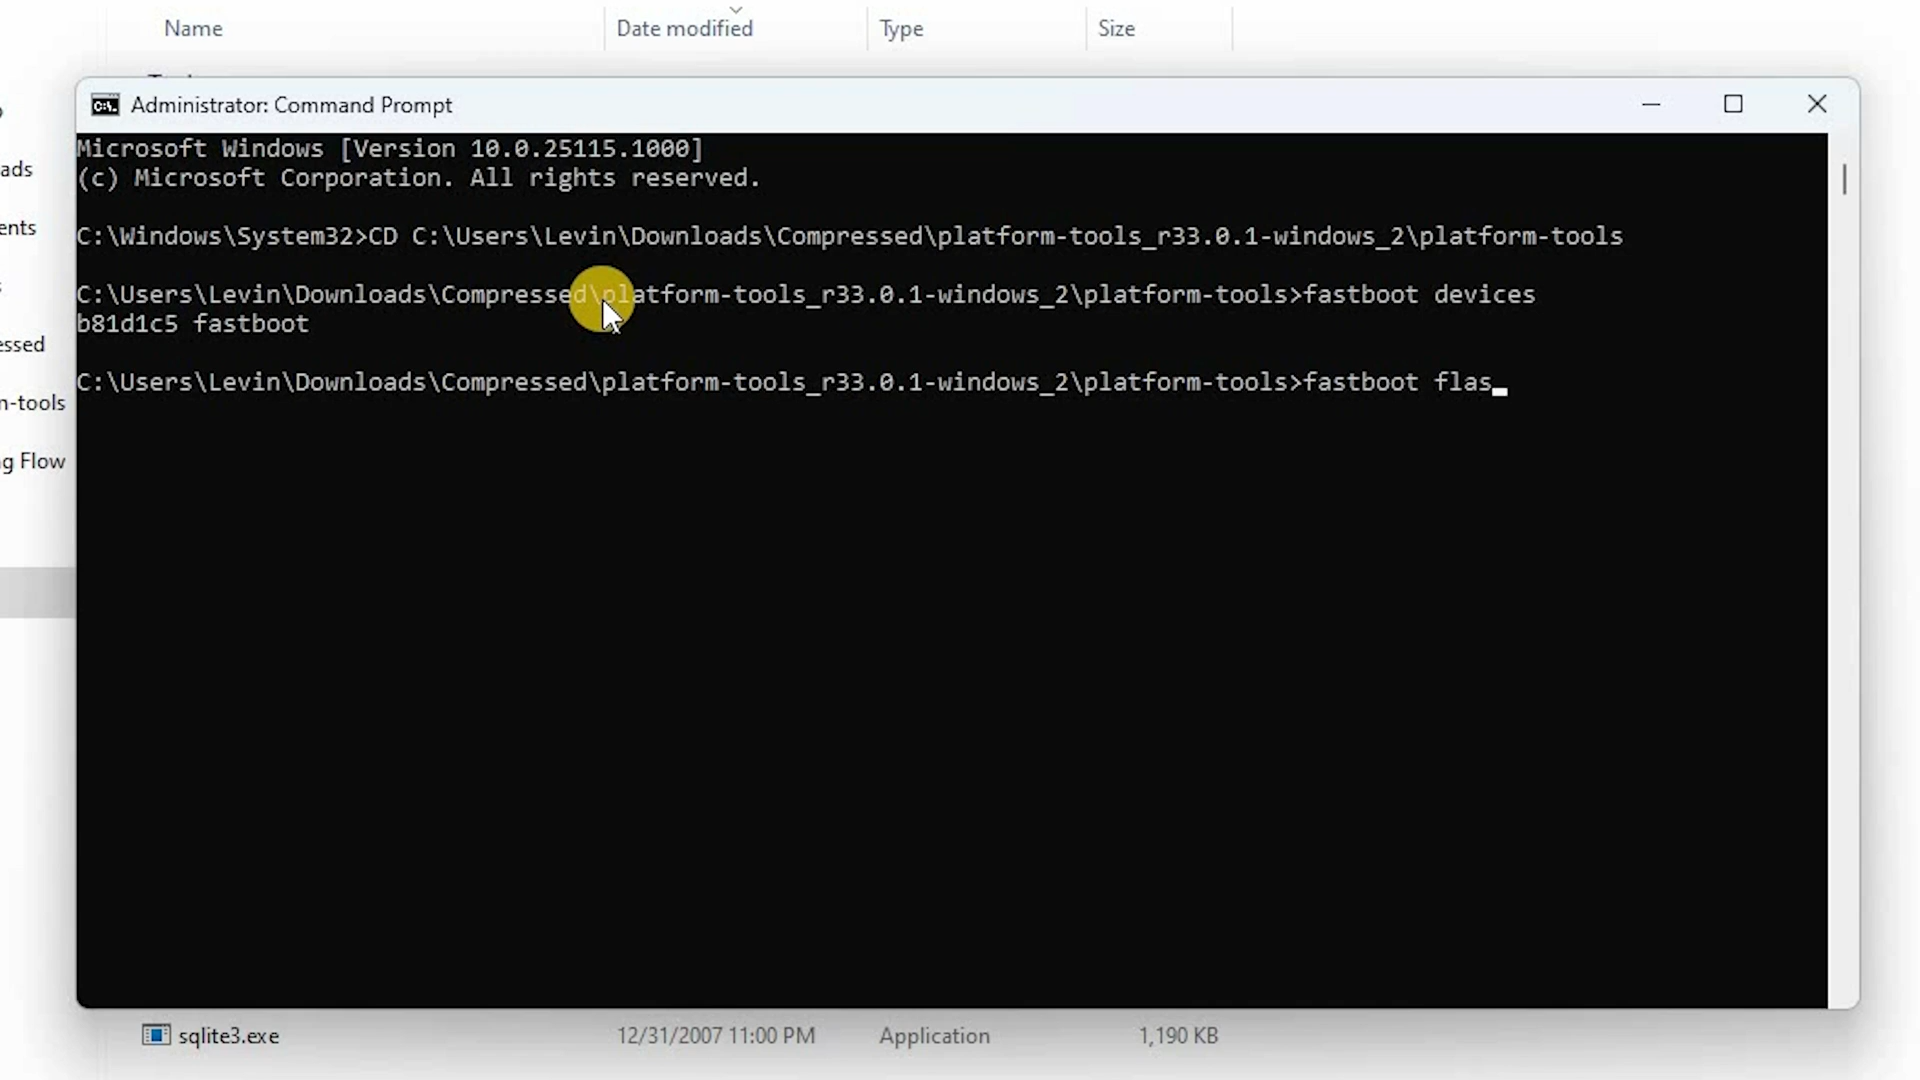 Name Date modified Type Size
Administrator: Command Prompt
Microsoft Windows [Version 10.0.25115.1000]
(c) Microsoft Corporation. All rights reserved.
ads
ents
C:\Windows\System32>CD C:\Users\Levin\Downloads\Compressed\platform-tools_r33.0.1-windows_2\platform-tools
C:\Users\Levin\Downloads\Compressed\platform-tools_r33.0.1-windows_2\platform-tools>fastboot devices
b81d1c5 fastboot
essed
C:\Users\Levin\Downloads\Compressed\platform-tools_r33.0.1-windows_2\platform-tools>fastboot flas
n-tools
g Flow
sqlite3.exe 12/31/2007 11:00 PM Application 1,190 KB